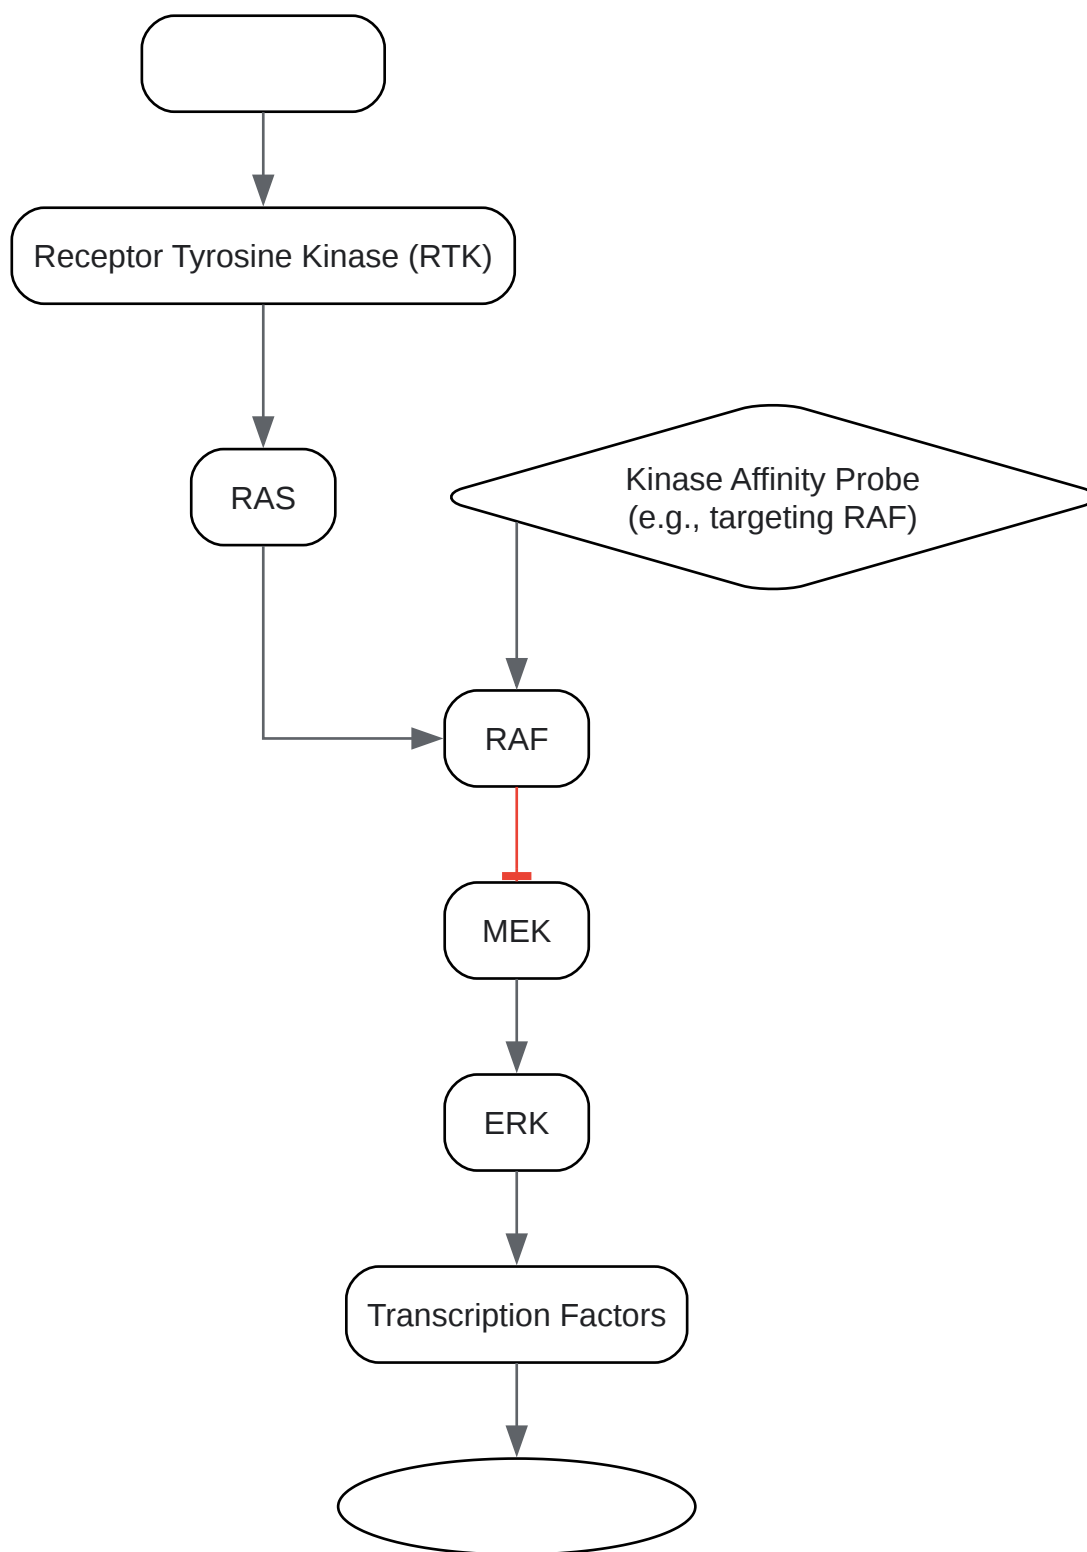 Receptor Tyrosine Kinase (RTK)
RAS
Kinase Affinity Probe
(e.g., targeting RAF)
RAF
MEK
ERK
Transcription Factors